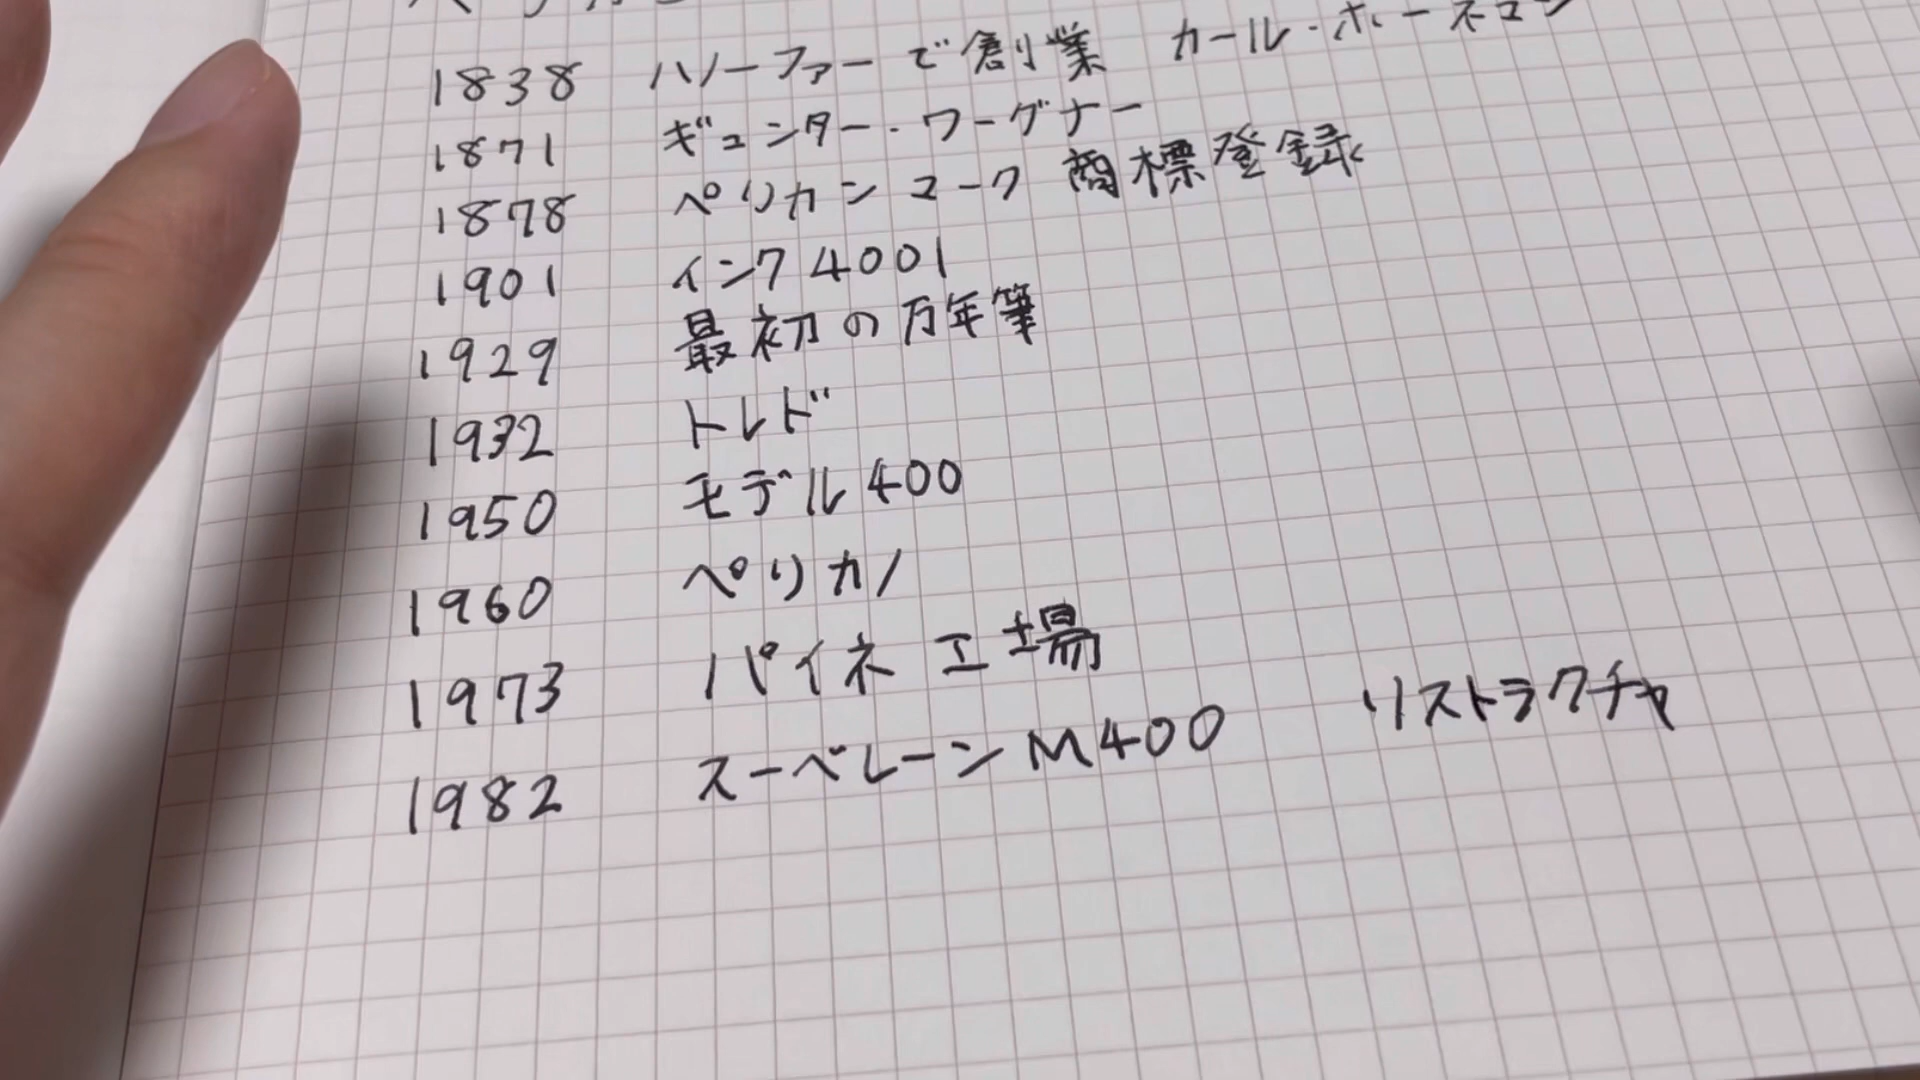 1838 ハノーファーで創業 カール・ホーネマン
1871 ギュンター・ワーグナー
1878 ペリカン マーク 商標登録
1901 インク4001
1929 最初の万年筆
1932 トレド
1950 モデル400
1960 ペリカノ
1973 パイネ 工場
1982 スーベレーンM400 リストラクチャ